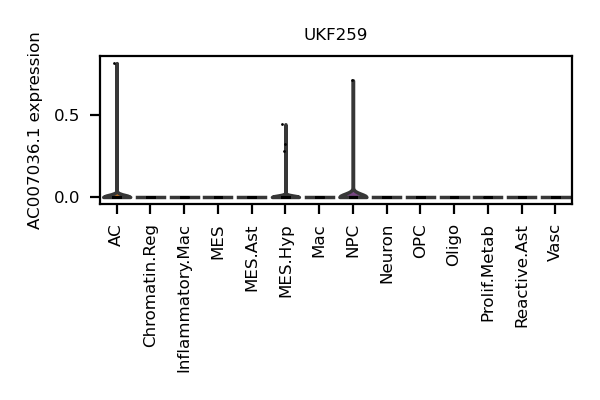 UKF259
AC007036.1 expression
0.5
0.0
AC
Chromatin.Reg
Inflammatory.Mac
MES
MES.Ast
MES.Hyp
Mac
NPC
Neuron
OPC
Oligo
Prolif.Metab
Reactive.Ast
Vasc